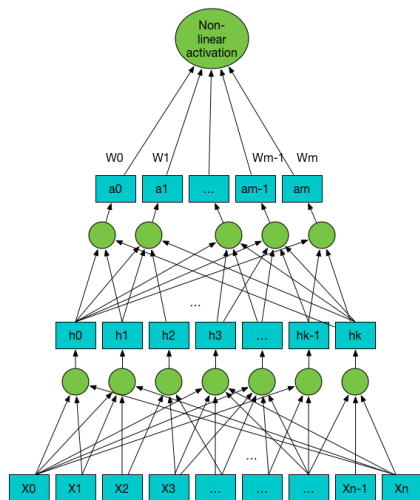 Non-
linear
activation
W0 W1 Wm-1 Wm
a0 a1 ... am-1 am
...
h0 h1 h2 h3 ... hk-1 hk
...
X0 X1 X2 X3 ... ... ... Xn-1 Xn